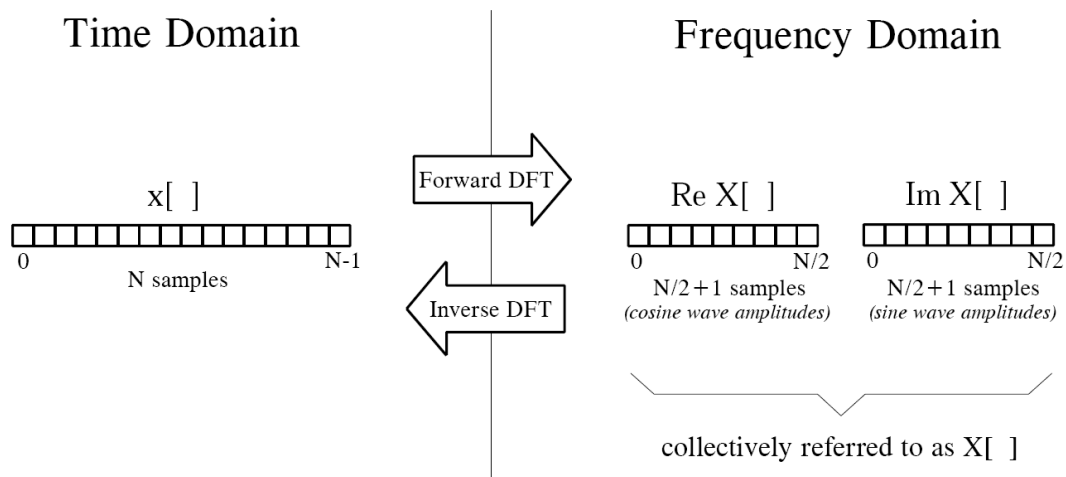 Time Domain
Frequency Domain
Forward DFT
x[ ]
0
N-1
N samples
Re X[ ]
0
N/2
N/2+1 samples
(cosine wave amplitudes)
Im X[ ]
0
N/2
N/2+1 samples
(sine wave amplitudes)
Inverse DFT
collectively referred to as X[ ]